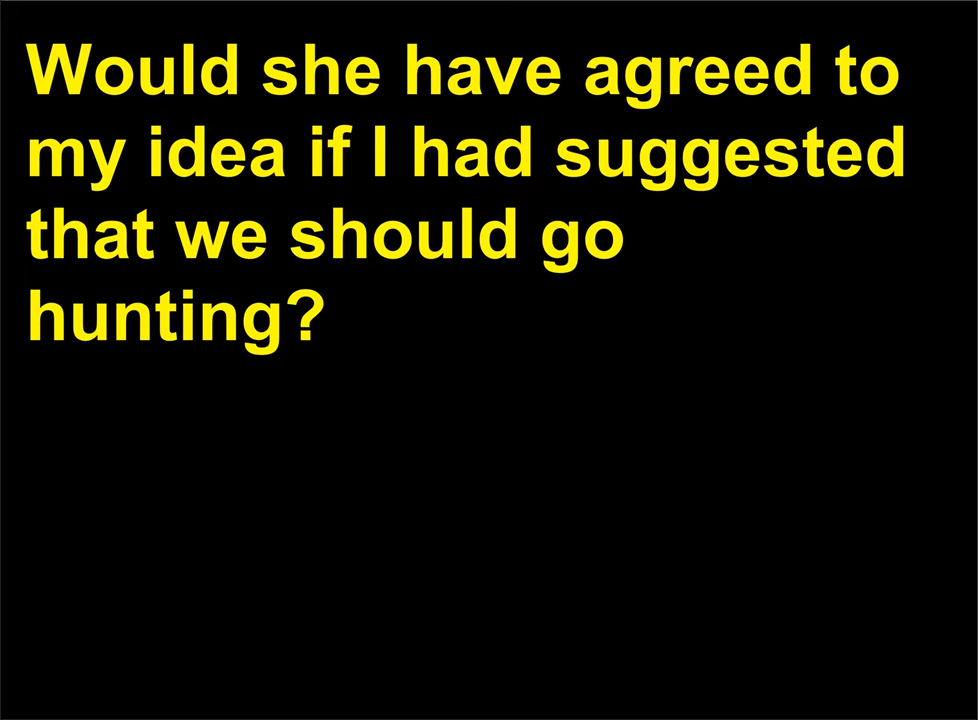 Would she have agreed to
my idea if I had suggested
that we should go
hunting?